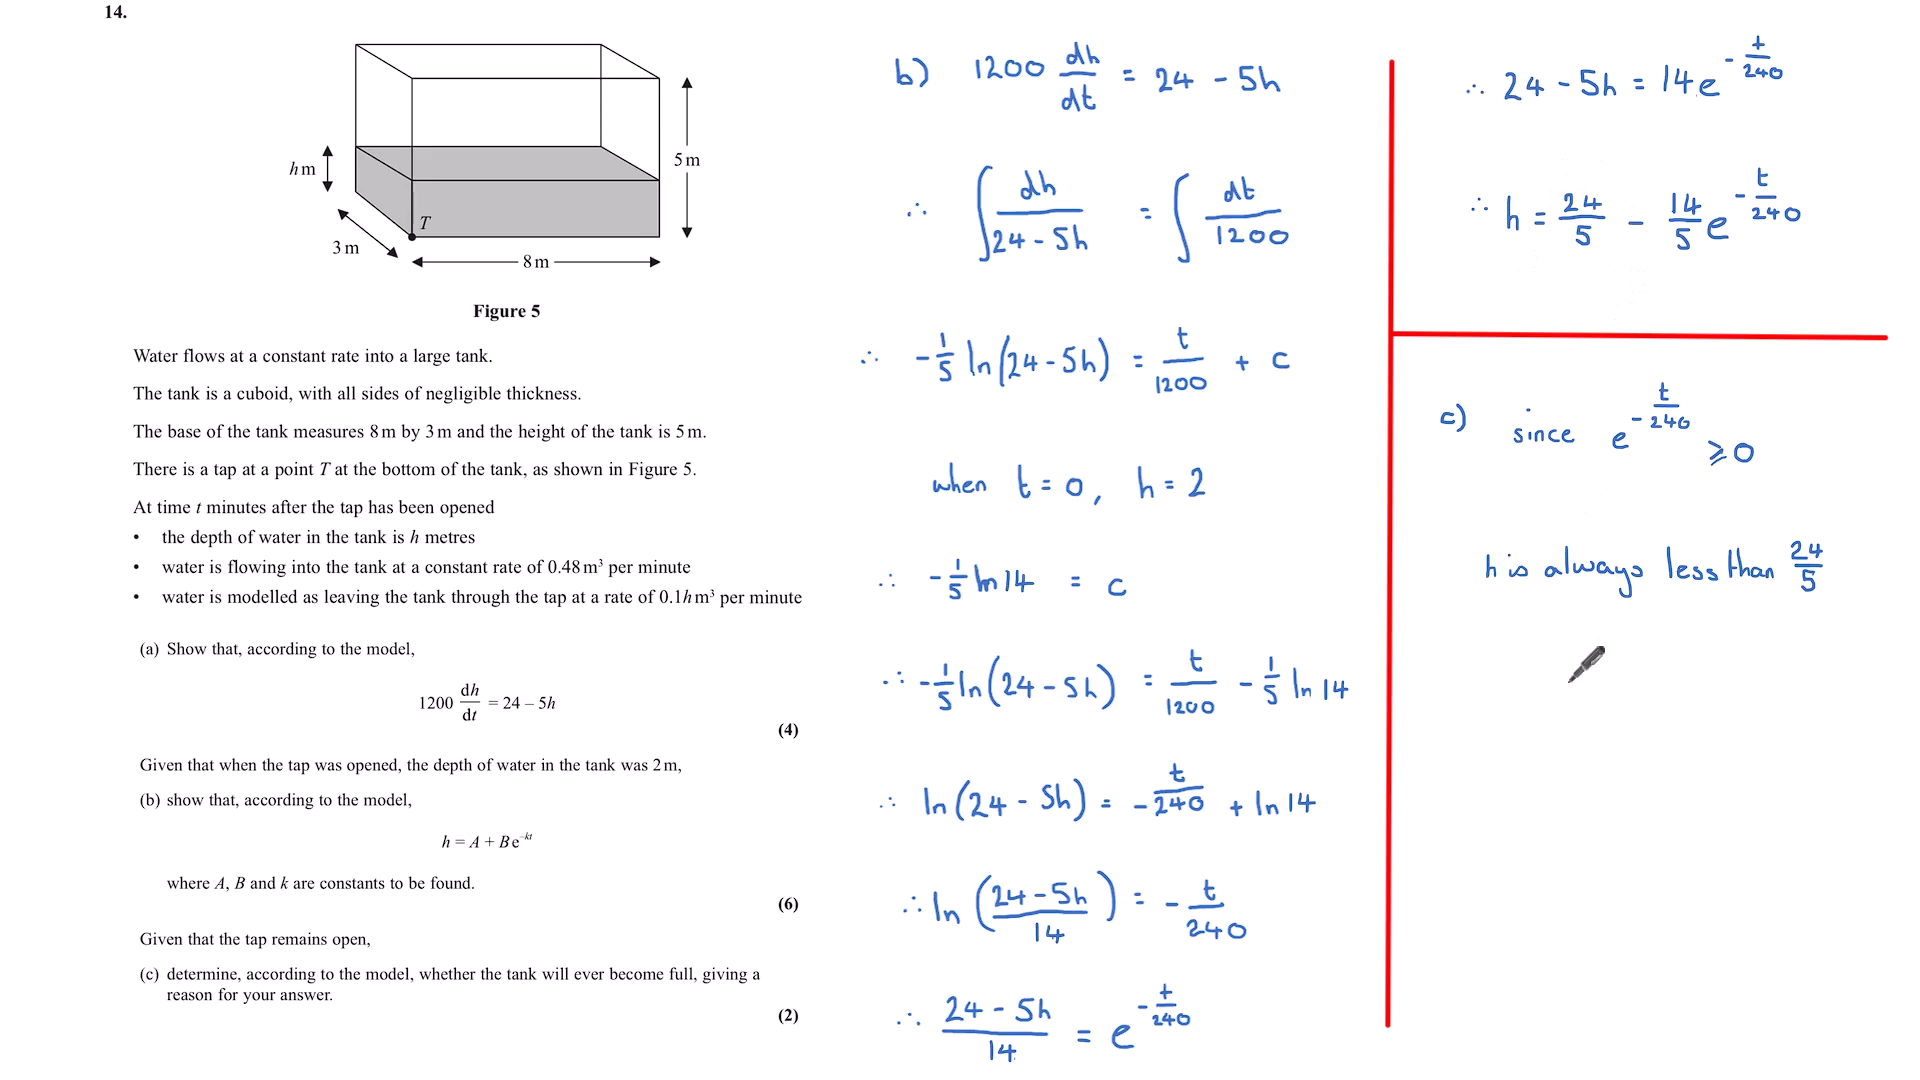 14.
h m
5 m
T
3 m
8 m
Figure 5
Water flows at a constant rate into a large tank.
The tank is a cuboid, with all sides of negligible thickness.
The base of the tank measures 8 m by 3 m and the height of the tank is 5 m.
There is a tap at a point T at the bottom of the tank, as shown in Figure 5.
At time t minutes after the tap has been opened
• the depth of water in the tank is h metres
• water is flowing into the tank at a constant rate of 0.48 m³ per minute
• water is modelled as leaving the tank through the tap at a rate of 0.1h m³ per minute
(a) Show that, according to the model,
1200 dh/dt = 24 – 5h
(4)
Given that when the tap was opened, the depth of water in the tank was 2 m,
(b) show that, according to the model,
h = A + Be^(–kt)
where A, B and k are constants to be found.
(6)
Given that the tap remains open,
(c) determine, according to the model, whether the tank will ever become full, giving a
reason for your answer.
(2)
b) 1200 dh/dt = 24 - 5h
∴ ∫ dh/(24 - 5h) = ∫ dt/1200
∴ -1/5 ln(24 - 5h) = t/1200 + c
when t = 0, h = 2
∴ -1/5 ln 14 = c
∴ -1/5 ln(24 - 5h) = t/1200 - 1/5 ln 14
∴ ln(24 - 5h) = -t/240 + ln 14
∴ ln((24 - 5h)/14) = -t/240
∴ (24 - 5h)/14 = e^(-t/240)
∴ 24 - 5h = 14e^(-t/240)
∴ h = 24/5 - 14/5 e^(-t/240)
c) since e^(-t/240) ⩾ 0
h is always less than 24/5